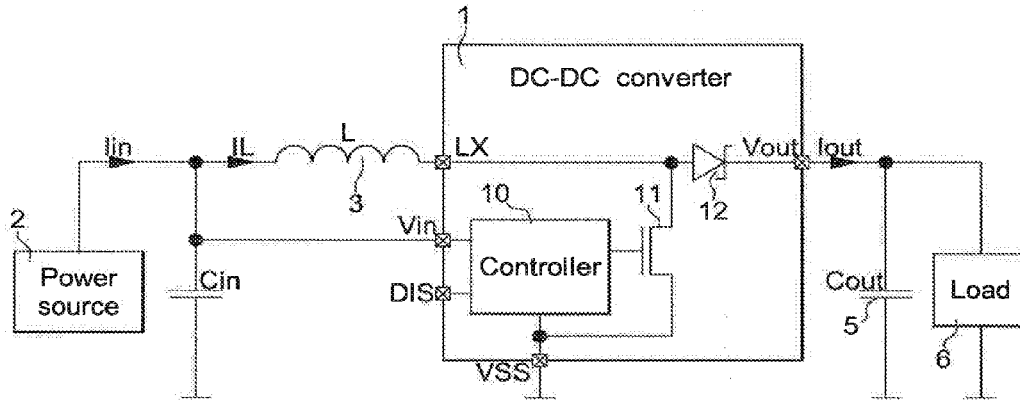 1
DC-DC converter
Iin
IL
L
LX
Vout
Iout
3
12
11
10
2
Vin
Power
source
Cin
Controller
DIS
Cout
5
Load
6
VSS